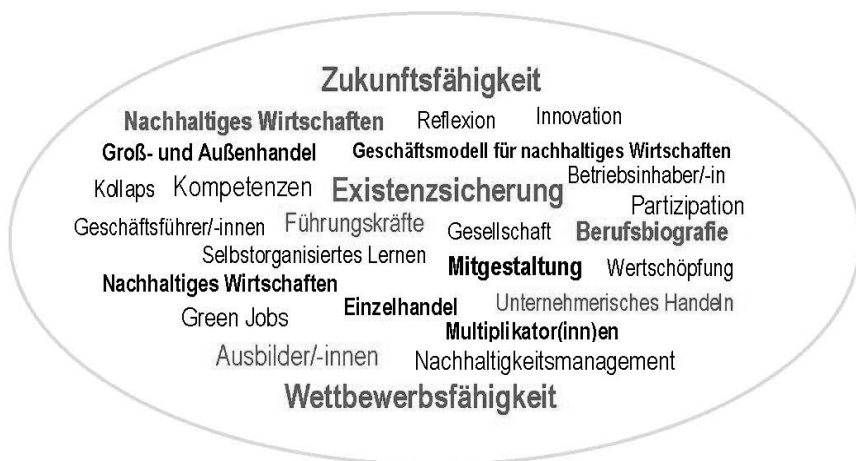 Zukunftsfähigkeit
Nachhaltiges Wirtschaften Reflexion Innovation
Groß- und Außenhandel Geschäftsmodell für nachhaltiges Wirtschaften
Kollaps Kompetenzen Existenzsicherung Betriebsinhaber/-in
Partizipation
Geschäftsführer/-innen Führungskräfte Gesellschaft Berufsbiografie
Selbstorganisiertes Lernen Mitgestaltung Wertschöpfung
Nachhaltiges Wirtschaften Einzelhandel Unternehmerisches Handeln
Green Jobs Multiplikator(inn)en
Ausbilder/-innen Nachhaltigkeitsmanagement
Wettbewerbsfähigkeit